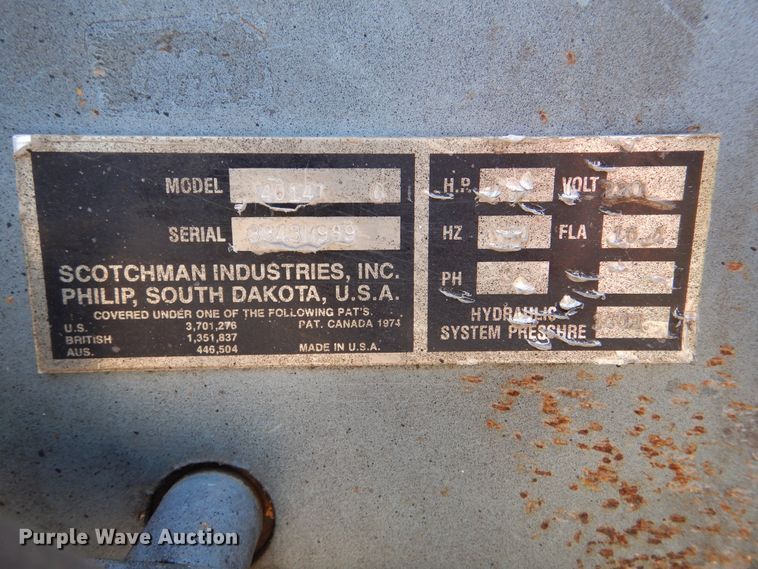 MODEL
SERIAL
SCOTCHMAN INDUSTRIES, INC.
PHILIP, SOUTH DAKOTA, U.S.A.
COVERED UNDER ONE OF THE FOLLOWING PAT'S.
U.S. 3,701,276 PAT. CANADA 1974
BRITISH 1,351,837
AUS. 446,504 MADE IN U.S.A.
H.P. VOLT
HZ FLA
PH
HYDRAULIC
SYSTEM PRESSURE
Purple Wave Auction